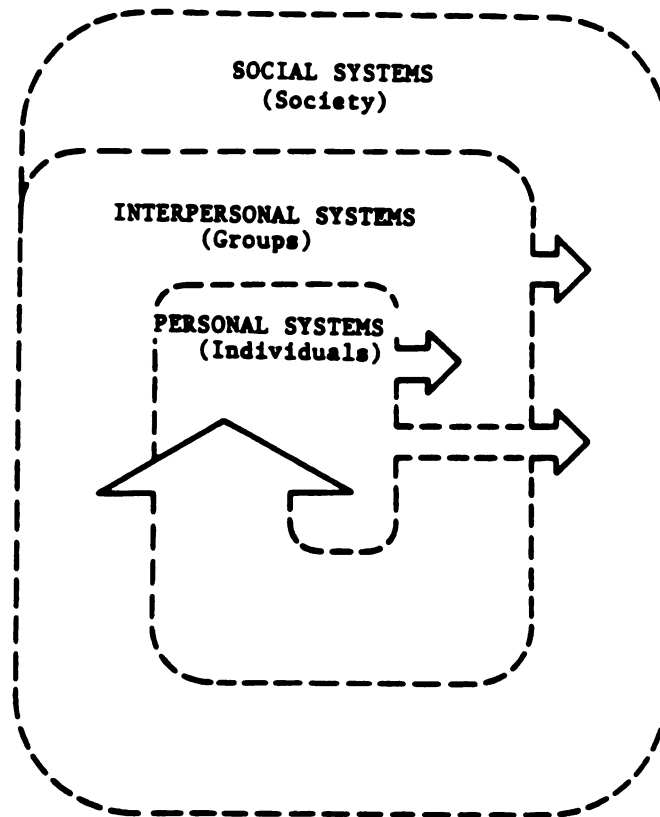 SOCIAL SYSTEMS
(Society)
INTERPERSONAL SYSTEMS
(Groups)
PERSONAL SYSTEMS
(Individuals)